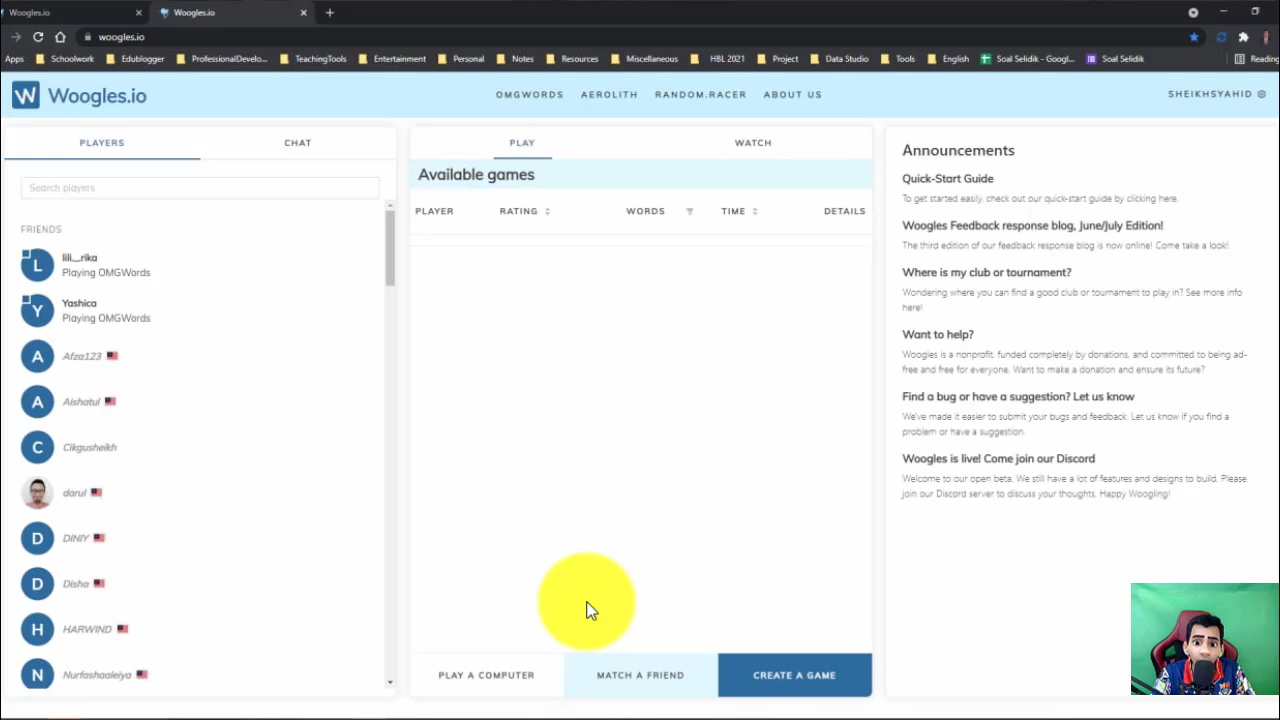 Woogles.io
Woogles.io
woogles.io
Apps
Schoolwork
Edublogger
ProfessionalDevelo...
TeachingTools
Entertainment
Personal
Notes
Resources
Miscellaneous
HBL 2021
Project
Data Studio
Tools
English
Soal Selidik - Googl...
Soal Selidik
Reading
W Woogles.io
OMGWORDS
AEROLITH
RANDOM.RACER
ABOUT US
SHEIKHSYAHID
PLAYERS
CHAT
Search players
FRIENDS
L
lili__rika
Playing OMGWords
Y
Yashica
Playing OMGWords
A
Afza123
A
Aishatul
C
Cikgusheikh
darul
D
DINIY
D
Disha
H
HARWIND
N
Nurfashaaleiya
PLAY
WATCH
Available games
PLAYER
RATING
WORDS
TIME
DETAILS
PLAY A COMPUTER
MATCH A FRIEND
CREATE A GAME
Announcements
Quick-Start Guide
To get started easily, check out our quick-start guide by clicking here.
Woogles Feedback response blog, June/July Edition!
The third edition of our feedback response blog is now online! Come take a look!
Where is my club or tournament?
Wondering where you can find a good club or tournament to play in? See more info
here!
Want to help?
Woogles is a nonprofit, funded completely by donations, and committed to being ad-
free and free for everyone. Want to make a donation and ensure its future?
Find a bug or have a suggestion? Let us know
We've made it easier to submit your bugs and feedback. Let us know if you find a
problem or have a suggestion.
Woogles is live! Come join our Discord
Welcome to our open beta. We still have a lot of features and designs to build. Please
join our Discord server to discuss your thoughts. Happy Woogling!